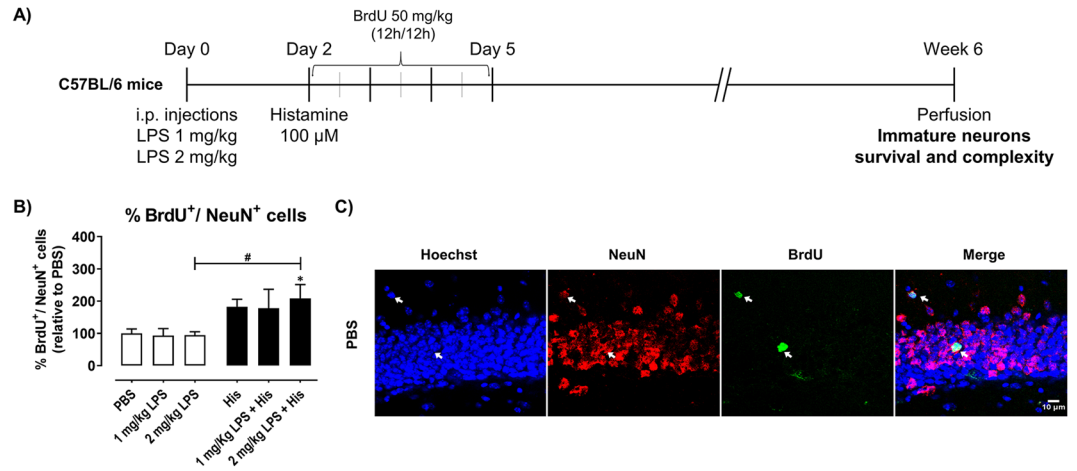 A)
BrdU 50 mg/kg
(12h/12h)
Day 0
Day 2
Day 5
Week 6
C57BL/6 mice
i.p. injections
LPS 1 mg/kg
LPS 2 mg/kg
Histamine
100 µM
Perfusion
Immature neurons
survival and complexity
B)
% BrdU+/ NeuN+ cells
% BrdU+/ NeuN+ cells
(relative to PBS)
400
300
200
100
0
#
*
PBS
1 mg/kg LPS
2 mg/kg LPS
His
1 mg/Kg LPS + His
2 mg/kg LPS + His
C)
Hoechst
NeuN
BrdU
Merge
PBS
10 µm